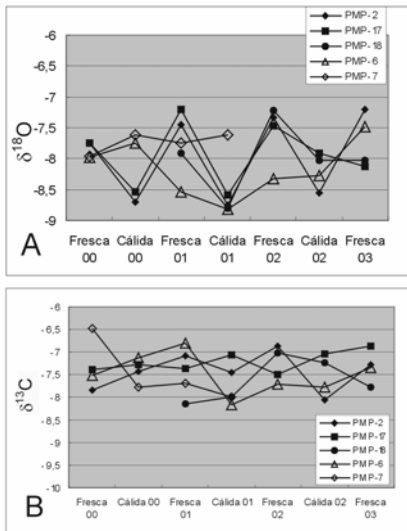 -6
-6,5
-7
-7,5
-8
-8,5
-9
δ18O
PMP-2
PMP-17
PMP-18
PMP-6
PMP-7
A
Fresca 00
Cálida 00
Fresca 01
Cálida 01
Fresca 02
Cálida 02
Fresca 03
-6
-6,5
-7
-7,5
-8
-8,5
-9
-9,5
-10
δ13C
PMP-2
PMP-17
PMP-18
PMP-6
PMP-7
B
Fresca 00
Cálida 00
Fresca 01
Cálida 01
Fresca 02
Cálida 02
Fresca 03